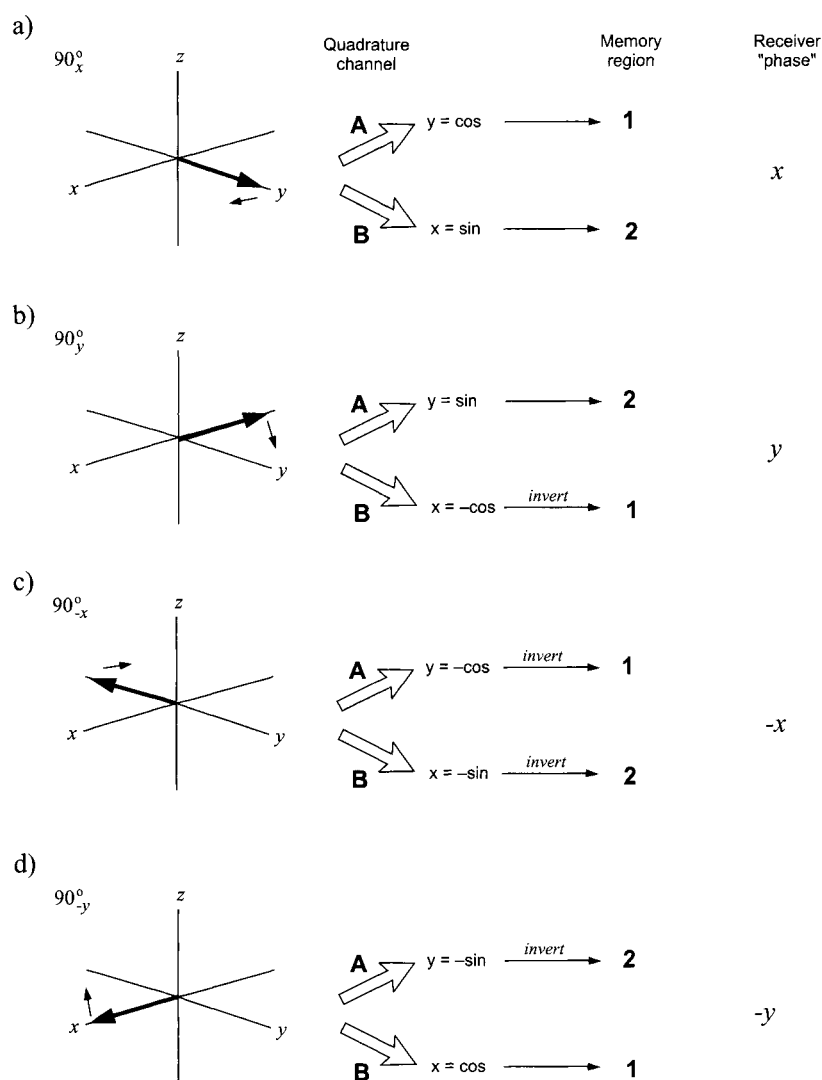 a)
90°x
z
x
y
Quadrature channel
Memory region
Receiver "phase"
A
y = cos
1
B
x = sin
2
x
b)
90°y
z
x
y
A
y = sin
2
B
x = –cos
invert
1
y
c)
90°-x
z
x
y
A
y = –cos
invert
1
B
x = –sin
invert
2
-x
d)
90°-y
z
x
y
A
y = –sin
invert
2
B
x = cos
1
-y